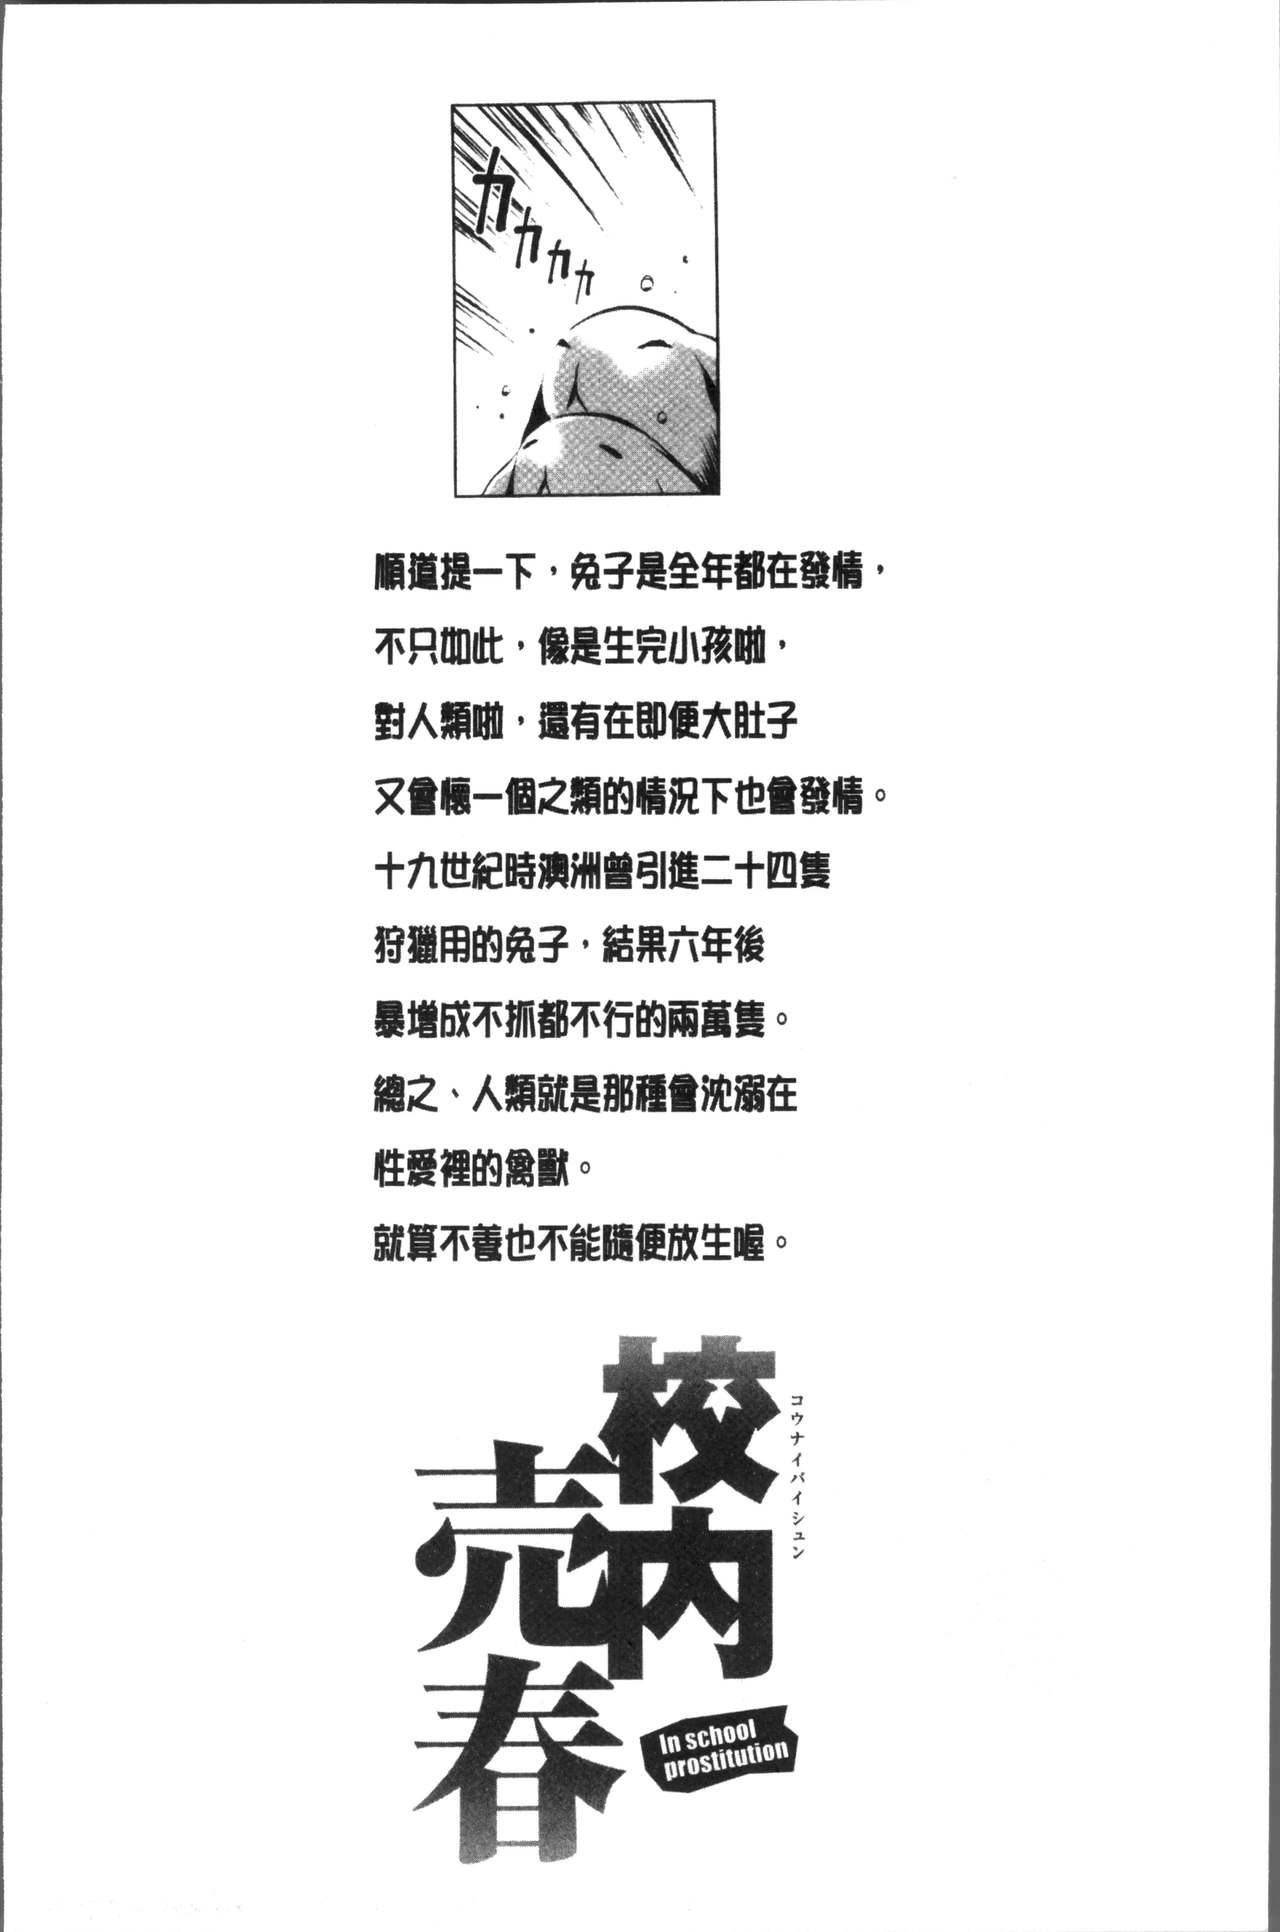 カカカカ
順道提一下，兔子是全年都在發情，
不只如此，像是生完小孩啦，
對人類啦，還有在即便大肚子
又會懷一個之類的情況下也會發情。
十九世紀時澳洲曾引進二十四隻
狩獵用的兔子，結果六年後
暴增成不抓都不行的兩萬隻。
總之、人類就是那種會沈溺在
性愛裡的禽獸。
就算不養也不能隨便放生喔。
校内
コウナイバイシュン
売春
In school
prostitution